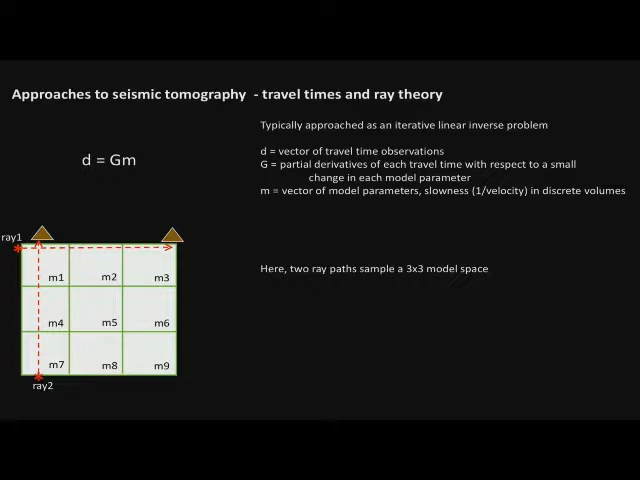 Approaches to seismic tomography - travel times and ray theory
Typically approached as an iterative linear inverse problem
d = Gm
d = vector of travel time observations
G = partial derivatives of each travel time with respect to a small
change in each model parameter
m = vector of model parameters, slowness (1/velocity) in discrete volumes
ray1
Here, two ray paths sample a 3x3 model space
m1 m2 m3
m4 m5 m6
m7 m8 m9
ray2